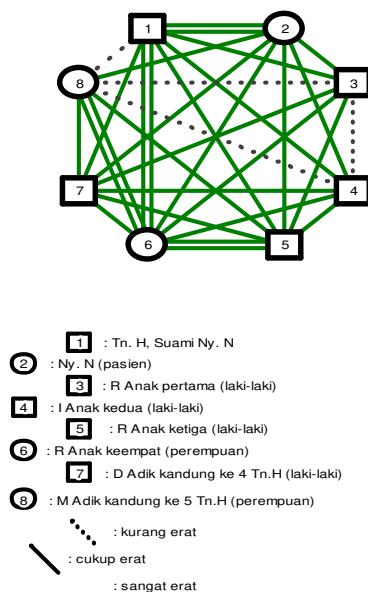 1
2
8
3
7
4
6
5
1 : Tn. H, Suami Ny. N
2 : Ny. N (pasien)
3 : R Anak pertama (laki-laki)
4 : I Anak kedua (laki-laki)
5 : R Anak ketiga (laki-laki)
6 : R Anak keempat (perempuan)
7 : D Adik kandung ke 4 Tn.H (laki-laki)
8 : M Adik kandung ke 5 Tn.H (perempuan)
: kurang erat
: cukup erat
: sangat erat